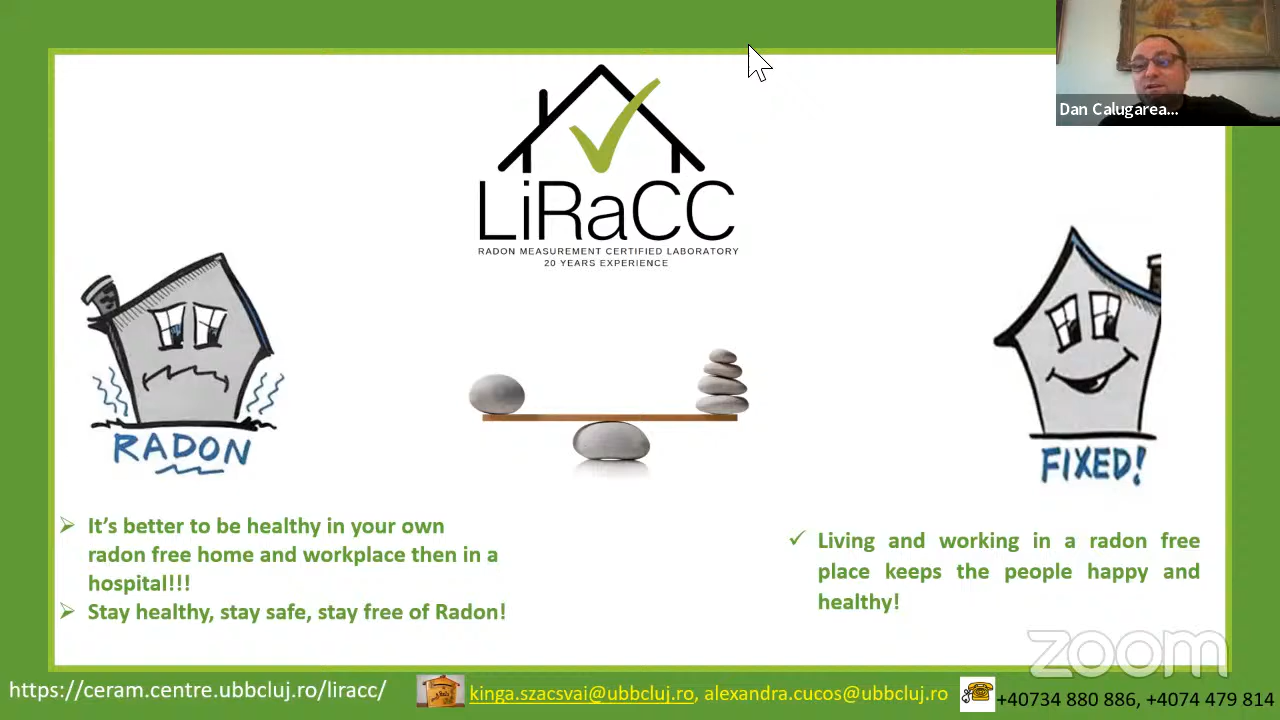 Dan Calugarea...
LiRaCC
RADON MEASUREMENT CERTIFIED LABORATORY
20 YEARS EXPERIENCE
RADON
FIXED!
➢ It's better to be healthy in your own
radon free home and workplace then in a
hospital!!!
➢ Stay healthy, stay safe, stay free of Radon!
✓ Living and working in a radon free
place keeps the people happy and
healthy!
zoom
https://ceram.centre.ubbcluj.ro/liracc/
kinga.szacsvai@ubbcluj.ro, alexandra.cucos@ubbcluj.ro
+40734 880 886, +4074 479 814